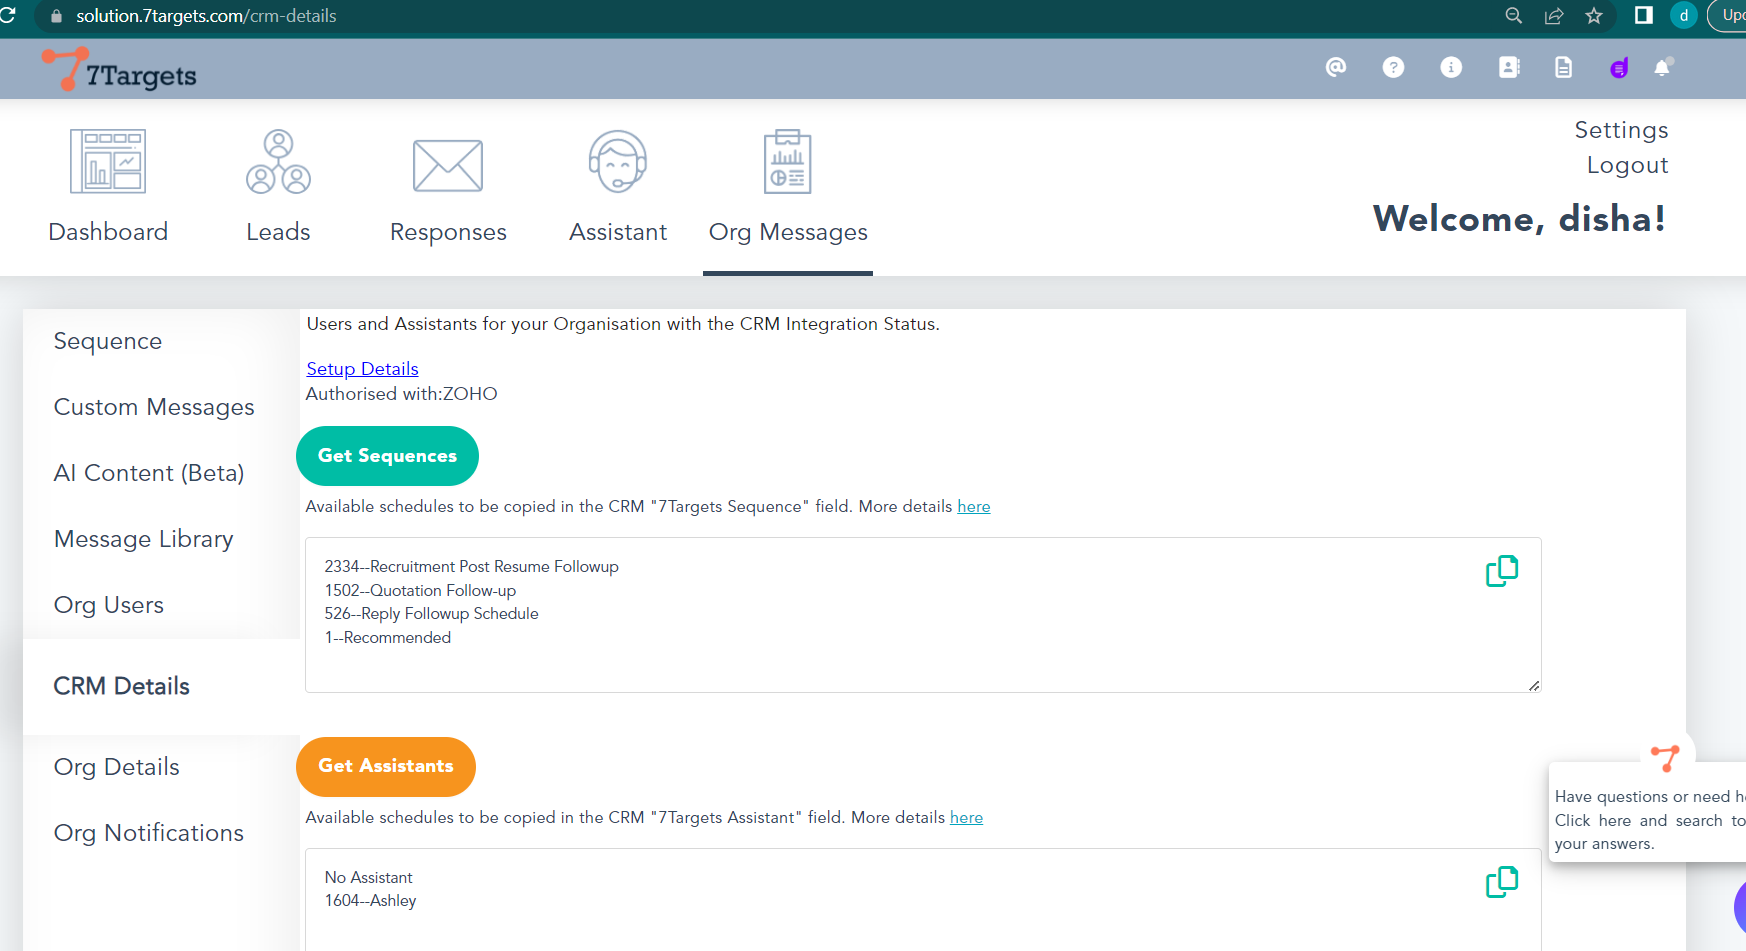 solution.7targets.com/crm-details
d
7Targets
Settings
Logout
Welcome, disha!
Dashboard
Leads
Responses
Assistant
Org Messages
Sequence
Custom Messages
AI Content (Beta)
Message Library
Org Users
CRM Details
Org Details
Org Notifications
Users and Assistants for your Organisation with the CRM Integration Status.
Setup Details
Authorised with:ZOHO
Get Sequences
Available schedules to be copied in the CRM "7Targets Sequence" field. More details here
2334--Recruitment Post Resume Followup
1502--Quotation Follow-up
526--Reply Followup Schedule
1--Recommended
Get Assistants
Available schedules to be copied in the CRM "7Targets Assistant" field. More details here
No Assistant
1604--Ashley
Have questions or need
Click here and search to
your answers.